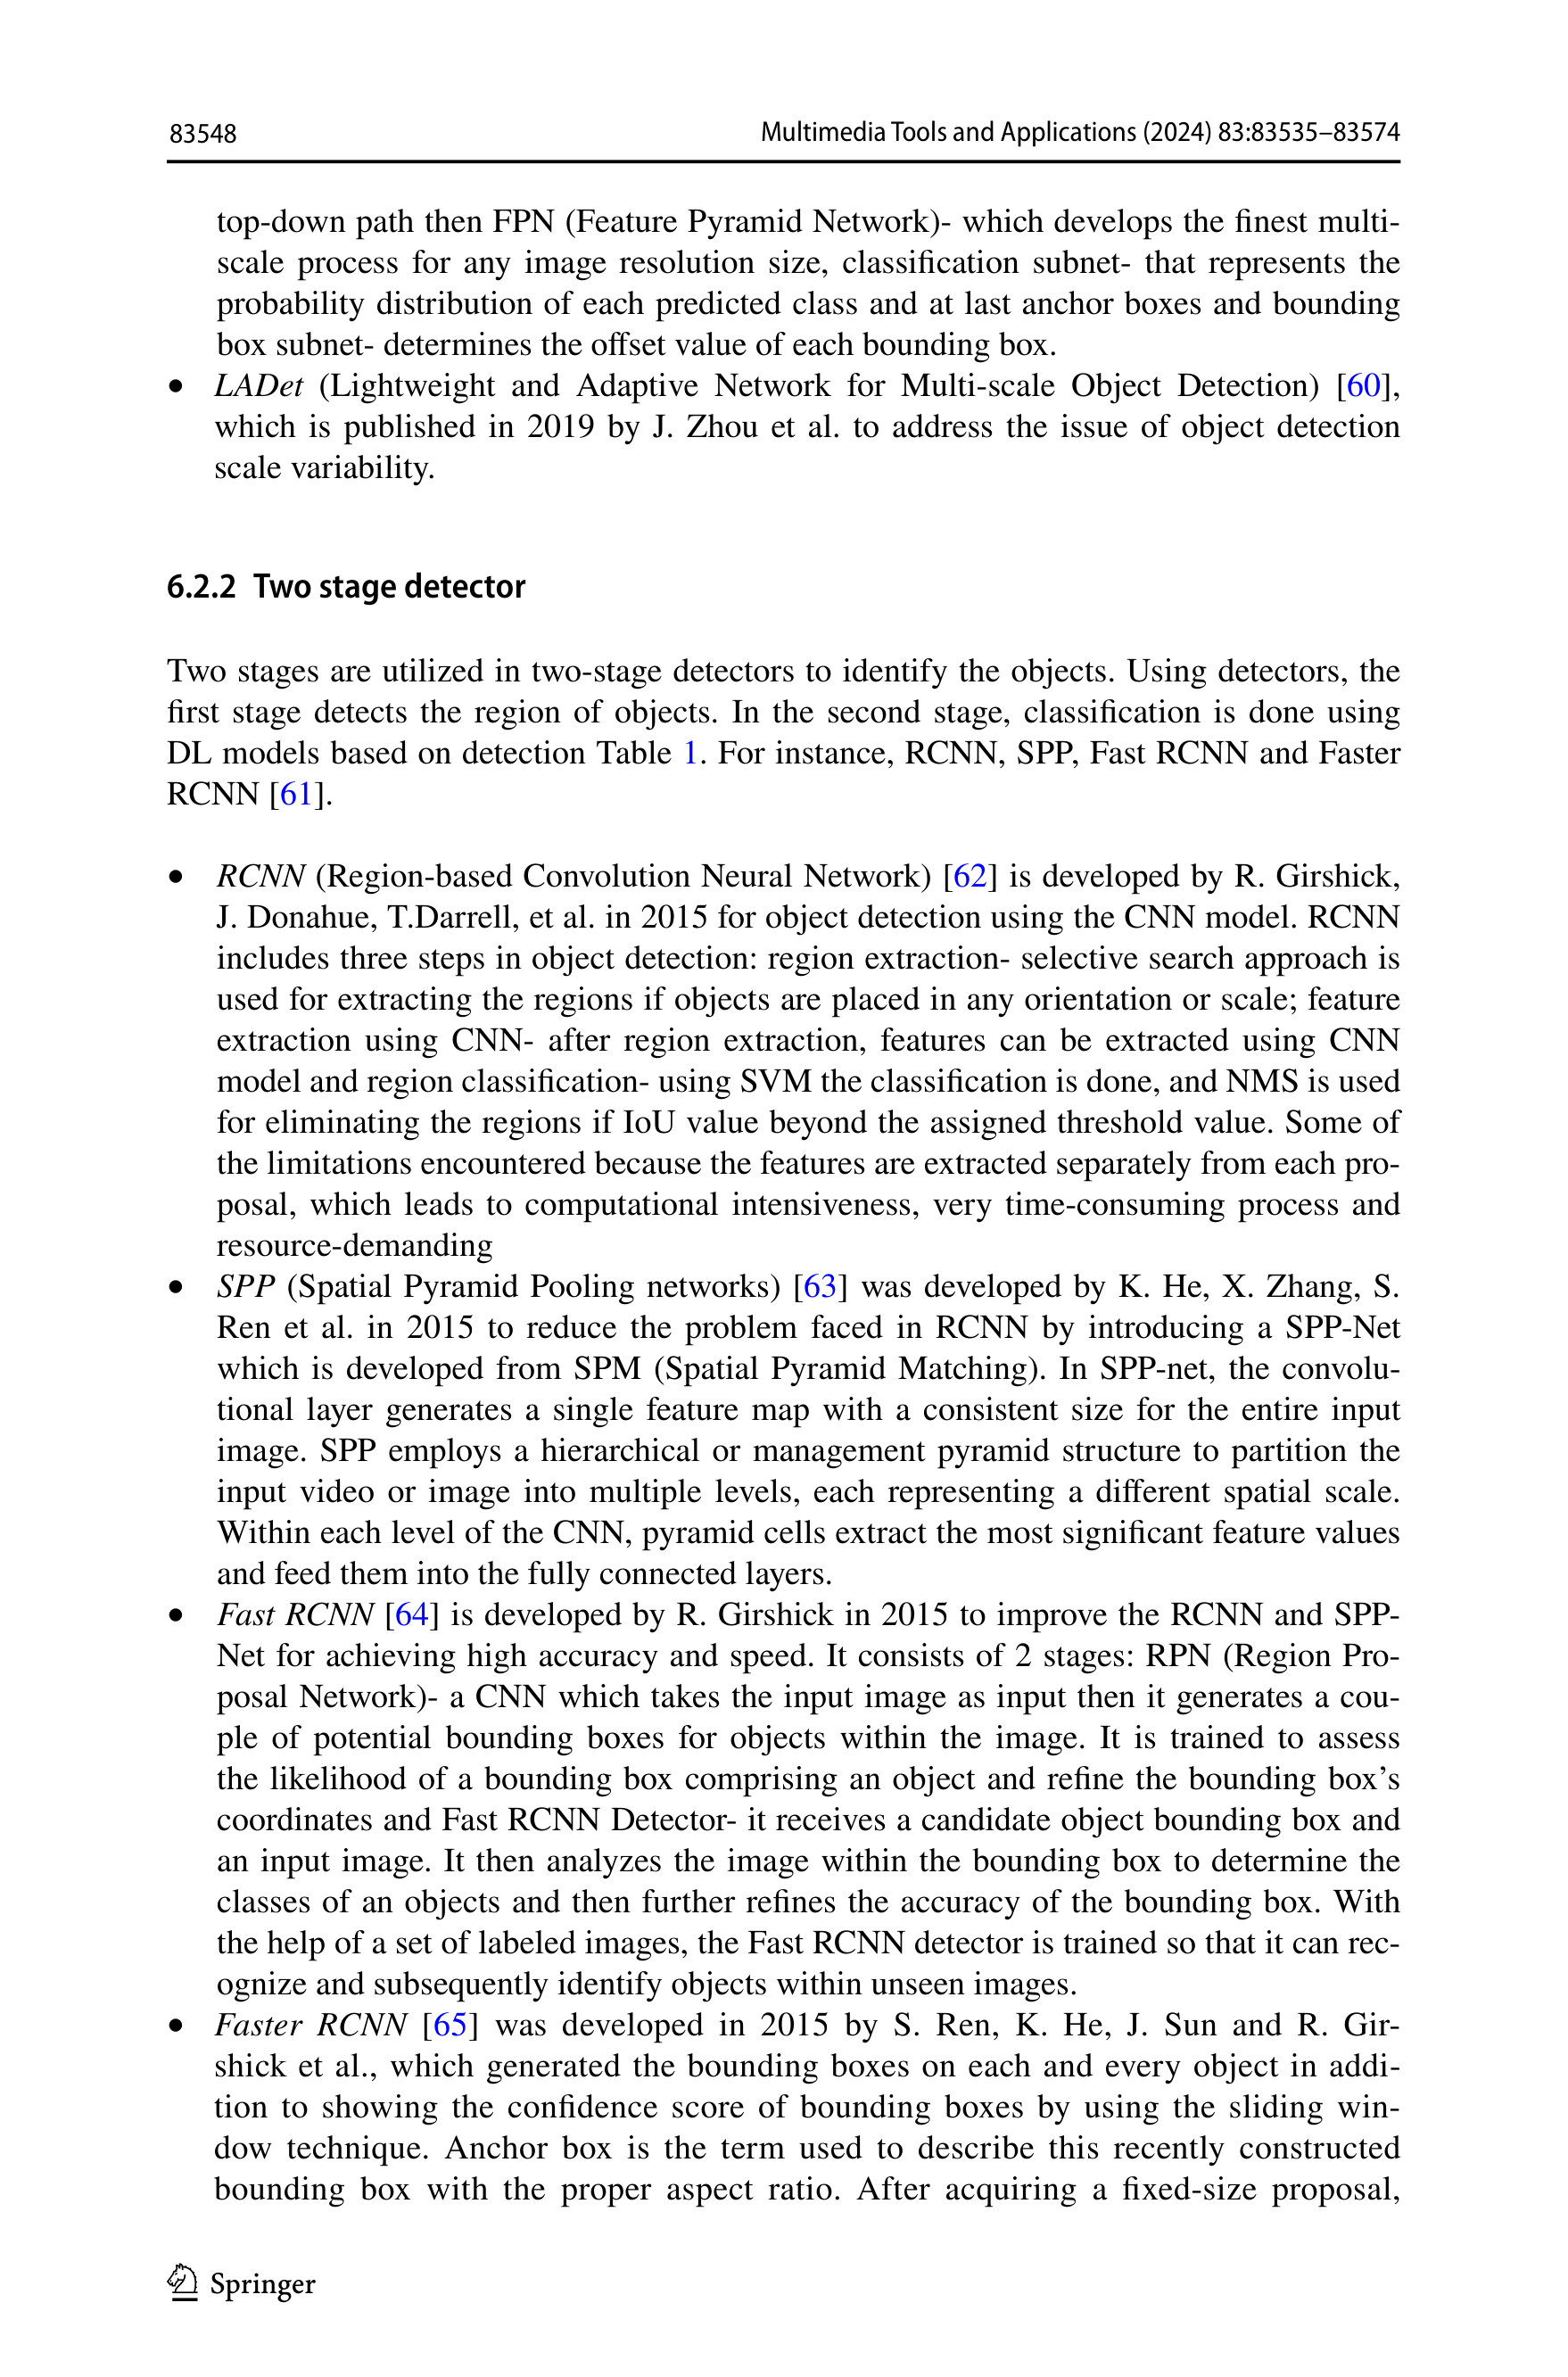 83548
Multimedia Tools and Applications (2024) 83:83535–83574
top-down path then FPN (Feature Pyramid Network)- which develops the finest multi-
scale process for any image resolution size, classification subnet- that represents the
probability distribution of each predicted class and at last anchor boxes and bounding
box subnet- determines the offset value of each bounding box.
• LADet (Lightweight and Adaptive Network for Multi-scale Object Detection) [60],
which is published in 2019 by J. Zhou et al. to address the issue of object detection
scale variability.
6.2.2 Two stage detector
Two stages are utilized in two-stage detectors to identify the objects. Using detectors, the
first stage detects the region of objects. In the second stage, classification is done using
DL models based on detection Table 1. For instance, RCNN, SPP, Fast RCNN and Faster
RCNN [61].
• RCNN (Region-based Convolution Neural Network) [62] is developed by R. Girshick,
J. Donahue, T.Darrell, et al. in 2015 for object detection using the CNN model. RCNN
includes three steps in object detection: region extraction- selective search approach is
used for extracting the regions if objects are placed in any orientation or scale; feature
extraction using CNN- after region extraction, features can be extracted using CNN
model and region classification- using SVM the classification is done, and NMS is used
for eliminating the regions if IoU value beyond the assigned threshold value. Some of
the limitations encountered because the features are extracted separately from each pro-
posal, which leads to computational intensiveness, very time-consuming process and
resource-demanding
• SPP (Spatial Pyramid Pooling networks) [63] was developed by K. He, X. Zhang, S.
Ren et al. in 2015 to reduce the problem faced in RCNN by introducing a SPP-Net
which is developed from SPM (Spatial Pyramid Matching). In SPP-net, the convolu-
tional layer generates a single feature map with a consistent size for the entire input
image. SPP employs a hierarchical or management pyramid structure to partition the
input video or image into multiple levels, each representing a different spatial scale.
Within each level of the CNN, pyramid cells extract the most significant feature values
and feed them into the fully connected layers.
• Fast RCNN [64] is developed by R. Girshick in 2015 to improve the RCNN and SPP-
Net for achieving high accuracy and speed. It consists of 2 stages: RPN (Region Pro-
posal Network)- a CNN which takes the input image as input then it generates a cou-
ple of potential bounding boxes for objects within the image. It is trained to assess
the likelihood of a bounding box comprising an object and refine the bounding box’s
coordinates and Fast RCNN Detector- it receives a candidate object bounding box and
an input image. It then analyzes the image within the bounding box to determine the
classes of an objects and then further refines the accuracy of the bounding box. With
the help of a set of labeled images, the Fast RCNN detector is trained so that it can rec-
ognize and subsequently identify objects within unseen images.
• Faster RCNN [65] was developed in 2015 by S. Ren, K. He, J. Sun and R. Gir-
shick et al., which generated the bounding boxes on each and every object in addi-
tion to showing the confidence score of bounding boxes by using the sliding win-
dow technique. Anchor box is the term used to describe this recently constructed
bounding box with the proper aspect ratio. After acquiring a fixed-size proposal,
Springer